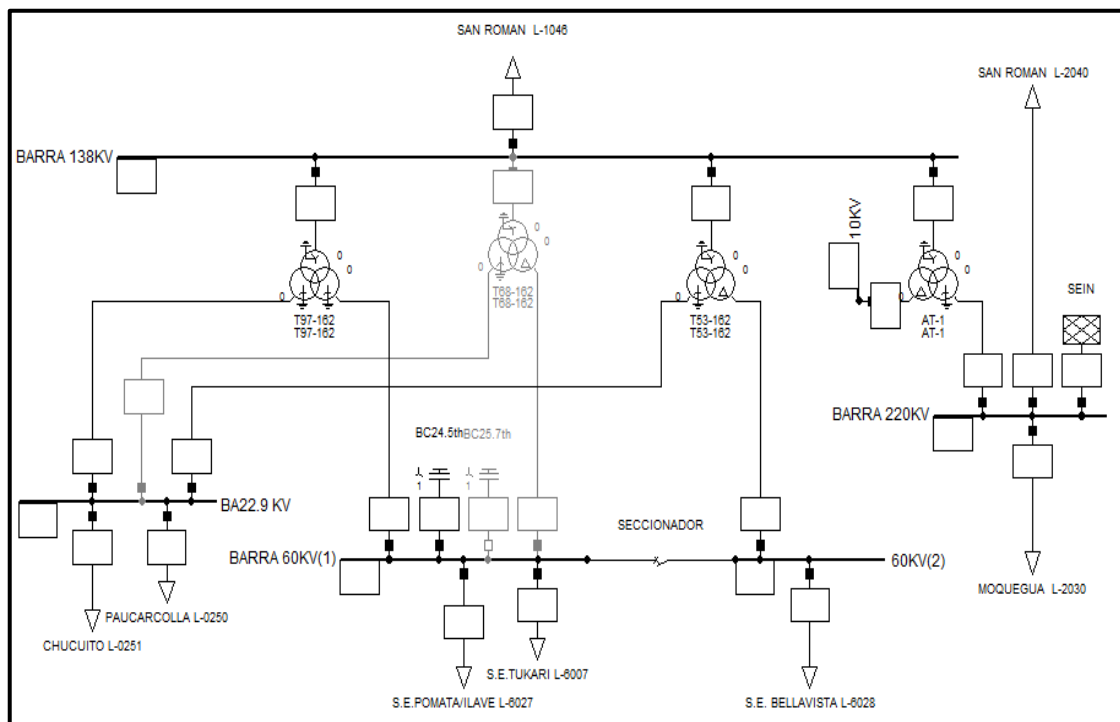 SAN ROMAN L-1046
SAN ROMAN L-2040
BARRA 138KV
10KV
0
0
0
0
0
0
0
0
0
0
0
0
SEIN
T97-162
T97-162
T68-162
T68-162
T53-162
T53-162
AT-1
AT-1
BARRA 220KV
BC24.5th
BC25.7th
1
1
BA22.9 KV
SECCIONADOR
BARRA 60KV(1)
60KV(2)
MOQUEGUA L-2030
PAUCARCOLLA L-0250
CHUCUITO L-0251
S.E.TUKARI L-6007
S.E.POMATA/ILAVE L-6027
S.E. BELLAVISTA L-6028